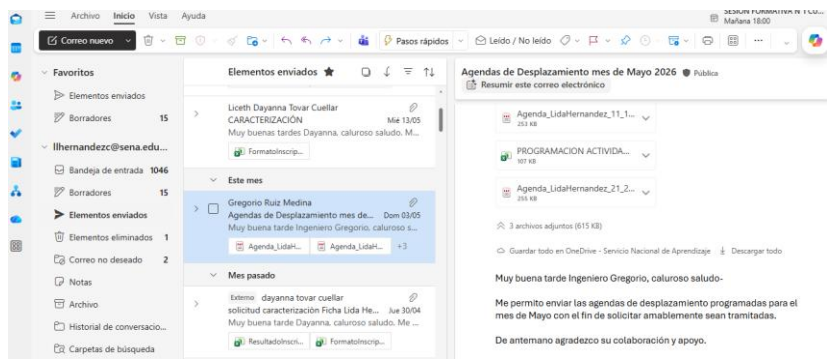 Archivo Inicio Vista Ayuda
SESIÓN FORMATIVA N 1 CO...
Mañana 18:00
Correo nuevo
Pasos rápidos
Leído / No leído
Favoritos
Elementos enviados
Borradores 15
llhernandezc@sena.edu...
Bandeja de entrada 1046
Borradores 15
Elementos enviados
Elementos eliminados 1
Correo no deseado 2
Notas
Archivo
Historial de conversacio...
Carpetas de búsqueda
Elementos enviados
Liceth Dayanna Tovar Cuellar
CARACTERIZACIÓN Mié 13/05
Muy buenas tardes Dayanna, caluroso saludo. M...
FormatoInscrip...
Este mes
Gregorio Ruiz Medina
Agendas de Desplazamiento mes de... Dom 03/05
Muy buena tarde Ingeniero Gregorio, caluroso s...
Agenda_LidaH... Agenda_LidaH... +3
Mes pasado
Externo dayanna tovar cuellar
solicitud caracterización Ficha Lida He... Jue 30/04
Muy buena tarde Dayanna, caluroso saludo. Me ...
ResultadoInscri... FormatoInscrip...
Agendas de Desplazamiento mes de Mayo 2026 Pública
Resumir este correo electrónico
Agenda_LidaHernandez_11_1...
253 KB
PROGRAMACION ACTIVIDA...
107 KB
Agenda_LidaHernandez_21_2...
255 KB
3 archivos adjuntos (615 KB)
Guardar todo en OneDrive - Servicio Nacional de Aprendizaje Descargar todo
Muy buena tarde Ingeniero Gregorio, caluroso saludo-
Me permito enviar las agendas de desplazamiento programadas para el
mes de Mayo con el fin de solicitar amablemente sean tramitadas.
De antemano agradezco su colaboración y apoyo.